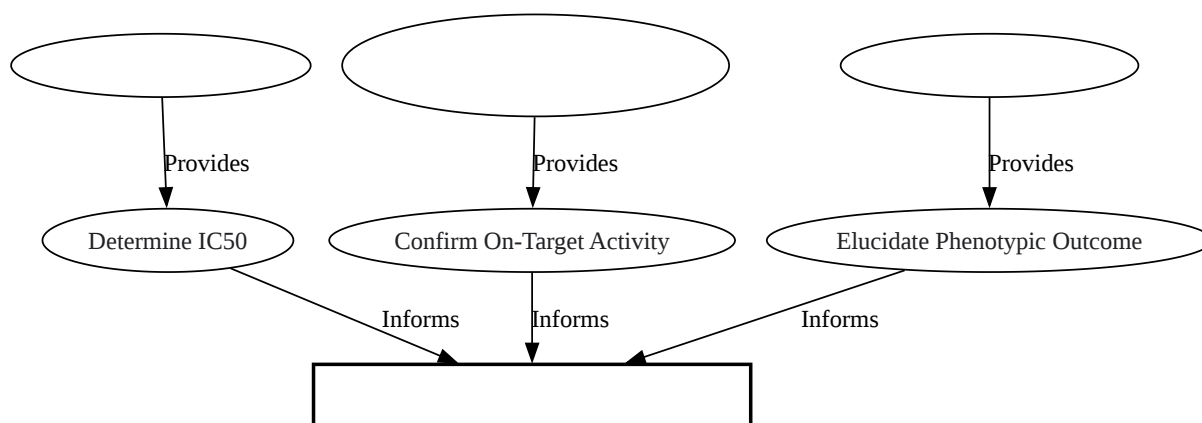 Provides
Provides
Provides
Determine IC50
Confirm On-Target Activity
Elucidate Phenotypic Outcome
Informs
Informs
Informs